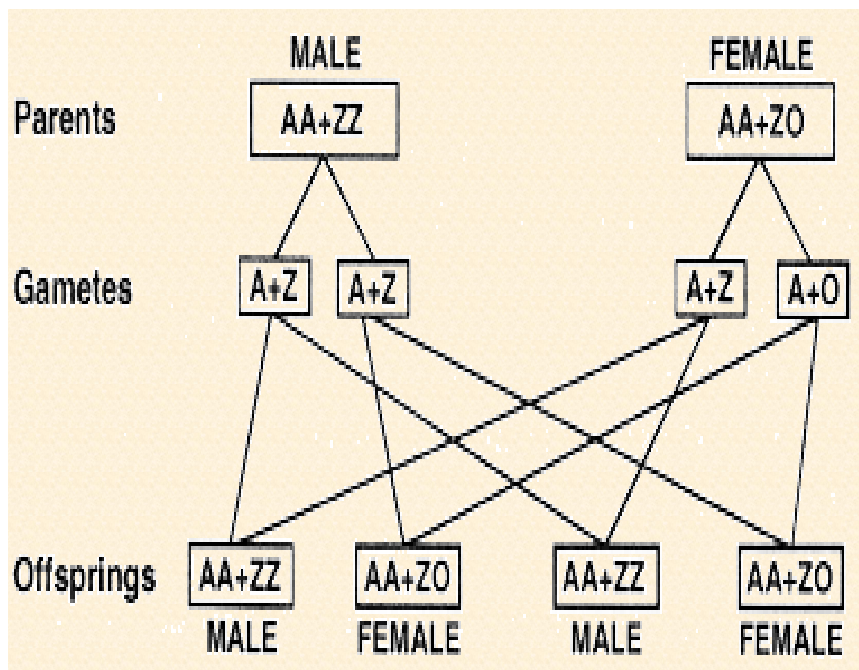 MALE FEMALE
Parents AA+ZZ AA+ZO
Gametes A+Z A+Z A+Z A+O
Offsprings AA+ZZ AA+ZO AA+ZZ AA+ZO
MALE FEMALE MALE FEMALE